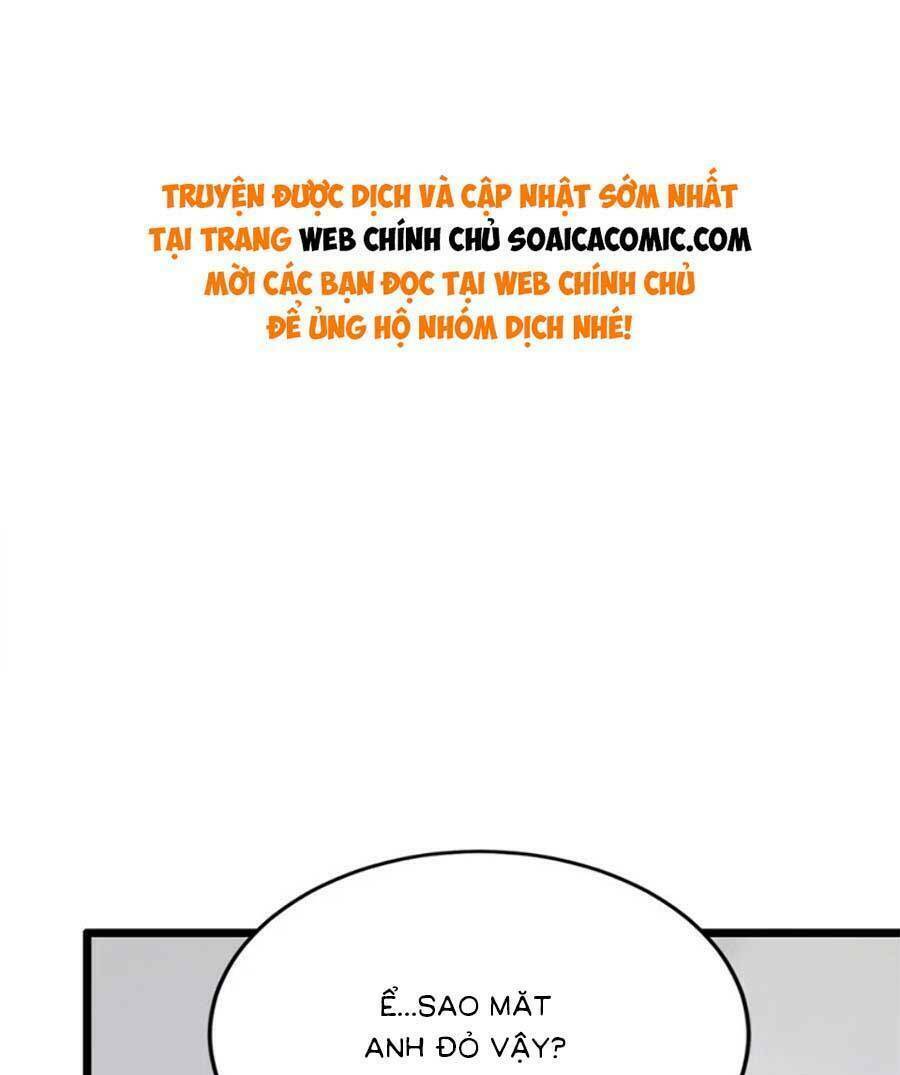 TRUYỆN ĐƯỢC DỊCH VÀ CẬP NHẬT SỚM NHẤT
TẠI TRANG WEB CHÍNH CHỦ SOAICACOMIC.COM
MỜI CÁC BẠN ĐỌC TẠI WEB CHÍNH CHỦ
ĐỂ ỦNG HỘ NHÓM DỊCH NHÉ!
Ể...SAO MĂT
ANH ĐỎ VẬY?